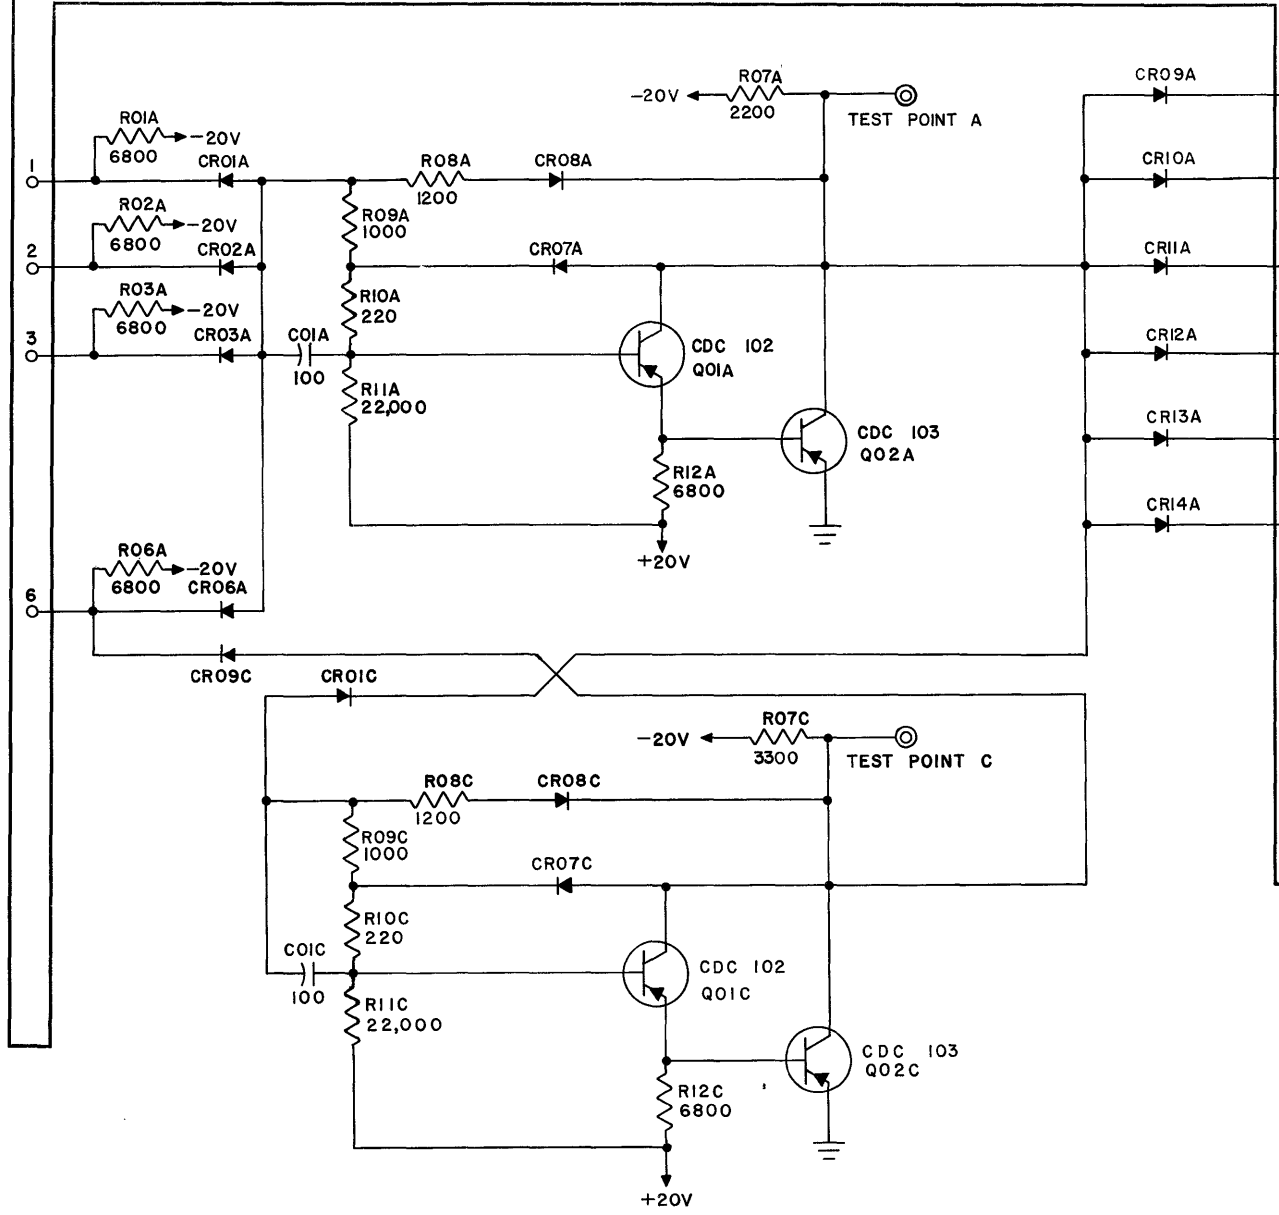 CR09A
R07A
-20V
2200
TEST POINT A
R01A
-20V
6800
CR01A
1
R08A
1200
CR08A
CR10A
R02A
-20V
6800
CR02A
2
R09A
1000
CR07A
CR11A
R03A
-20V
6800
CR03A
3
C01A
100
R10A
220
CDC 102
Q01A
CR12A
R11A
22,000
CDC 103
Q02A
CR13A
R12A
6800
CR14A
+20V
R06A
-20V
6800
CR06A
6
CR09C
CR01C
R07C
-20V
3300
TEST POINT C
R08C
1200
CR08C
R09C
1000
CR07C
R10C
220
C01C
100
CDC 102
Q01C
R11C
22,000
CDC 103
Q02C
R12C
6800
+20V